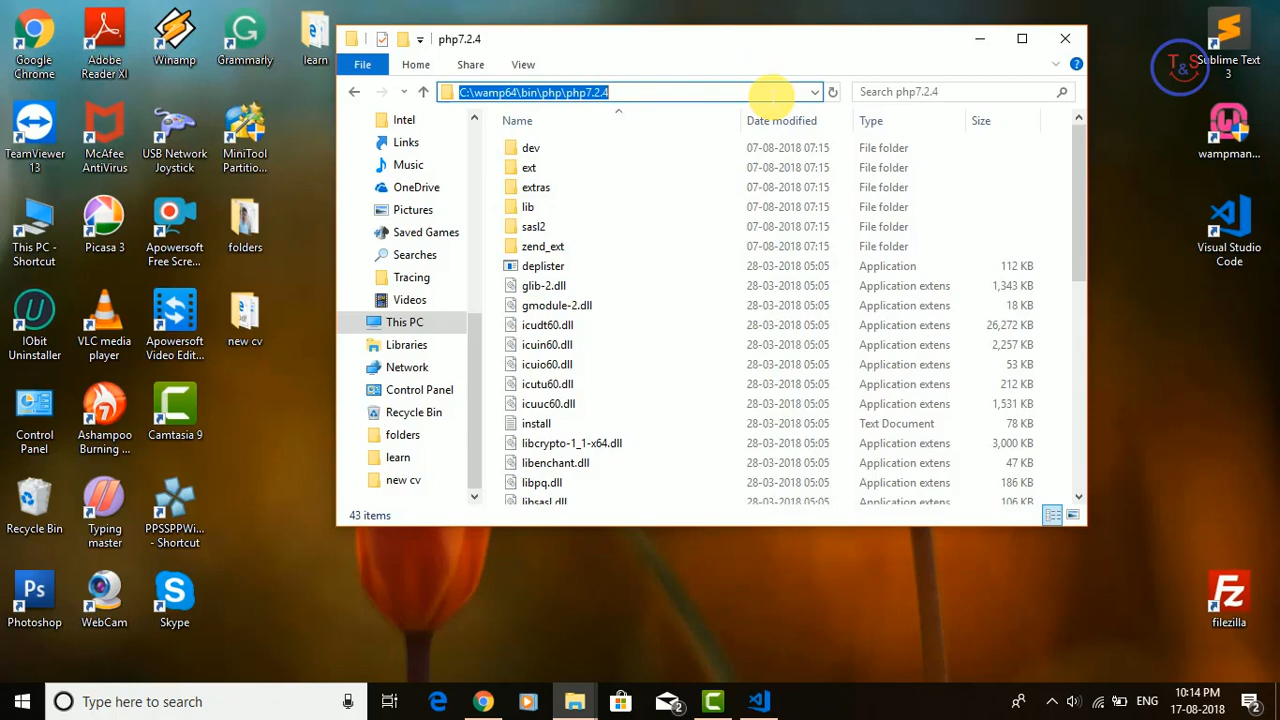 Google
Chrome
Adobe
Reader XI
Winamp
Grammarly
learn
TeamViewer
13
McAfee
AntiVirus
USB Network
Joystick
MiniTool
Partitio...
This PC -
Shortcut
Picasa 3
Apowersoft
Free Scre...
folders
IObit
Uninstaller
VLC media
player
Apowersoft
Video Edit...
new cv
Control
Panel
Ashampoo
Burning ...
Camtasia 9
Recycle Bin
Typing
master
PPSSPPWi...
- Shortcut
Ps
Photoshop
WebCam
Skype
php7.2.4
File
Home
Share
View
C:\wamp64\bin\php\php7.2.4
Search php7.2.4
Intel
Links
Music
OneDrive
Pictures
Saved Games
Searches
Tracing
Videos
This PC
Libraries
Network
Control Panel
Recycle Bin
folders
learn
new cv
Name Date modified Type Size
dev 07-08-2018 07:15 File folder
ext 07-08-2018 07:15 File folder
extras 07-08-2018 07:15 File folder
lib 07-08-2018 07:15 File folder
sasl2 07-08-2018 07:15 File folder
zend_ext 07-08-2018 07:15 File folder
deplister 28-03-2018 05:05 Application 112 KB
glib-2.dll 28-03-2018 05:05 Application extens 1,343 KB
gmodule-2.dll 28-03-2018 05:05 Application extens 18 KB
icudt60.dll 28-03-2018 05:05 Application extens 26,272 KB
icuin60.dll 28-03-2018 05:05 Application extens 2,257 KB
icuio60.dll 28-03-2018 05:05 Application extens 53 KB
icutu60.dll 28-03-2018 05:05 Application extens 212 KB
icuuc60.dll 28-03-2018 05:05 Application extens 1,531 KB
install 28-03-2018 05:05 Text Document 78 KB
libcrypto-1_1-x64.dll 28-03-2018 05:05 Application extens 3,000 KB
libenchant.dll 28-03-2018 05:05 Application extens 47 KB
libpq.dll 28-03-2018 05:05 Application extens 186 KB
libsasl.dll 28-03-2018 05:05 Application extens 106 KB
43 items
T&S
Sublime Text
3
wampman...
Visual Studio
Code
Fz
filezilla
Type here to search
2
ENG
10:14 PM
17-08-2018
2